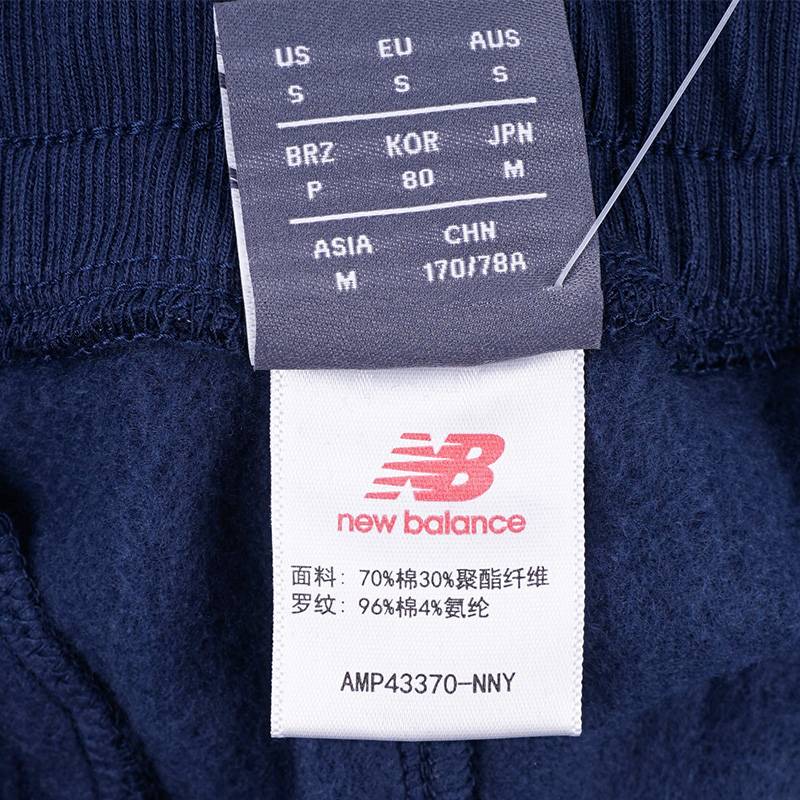 US EU AUS
S S S
BRZ KOR JPN
P 80 M
ASIA CHN
M 170/78A
NB
new balance
面料: 70%棉30%聚酯纤维
罗纹: 96%棉4%氨纶
AMP43370-NNY